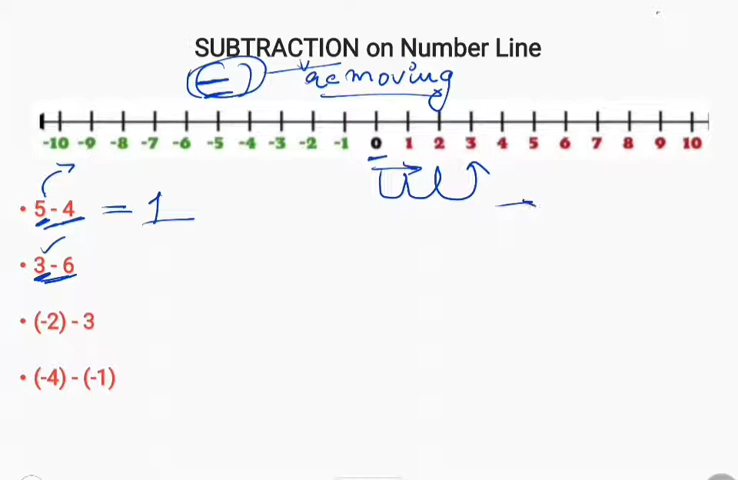 SUBTRACTION on Number Line
(–) removing
-10 -9 -8 -7 -6 -5 -4 -3 -2 -1 0 1 2 3 4 5 6 7 8 9 10
• 5 - 4 = 1
• 3 - 6
• (-2) - 3
• (-4) - (-1)